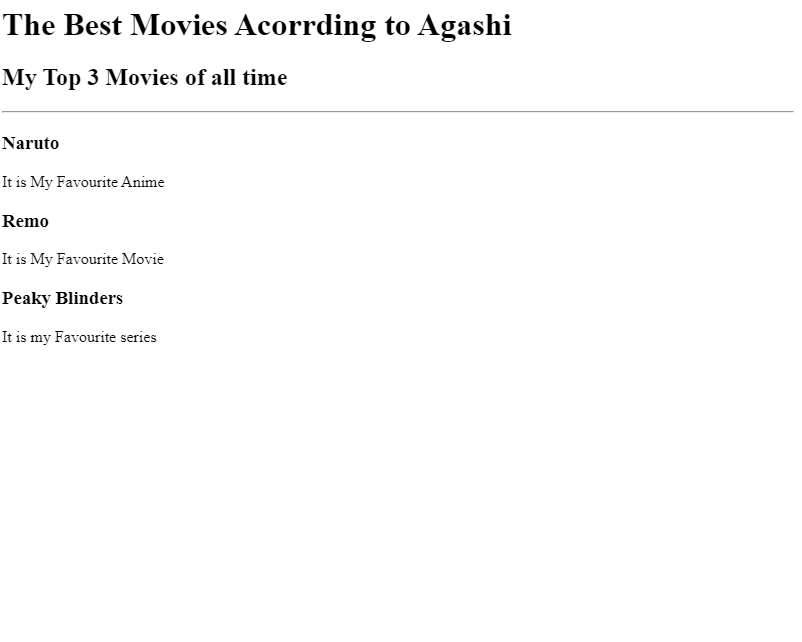 The Best Movies Acorrding to Agashi
My Top 3 Movies of all time
Naruto
It is My Favourite Anime
Remo
It is My Favourite Movie
Peaky Blinders
It is my Favourite series